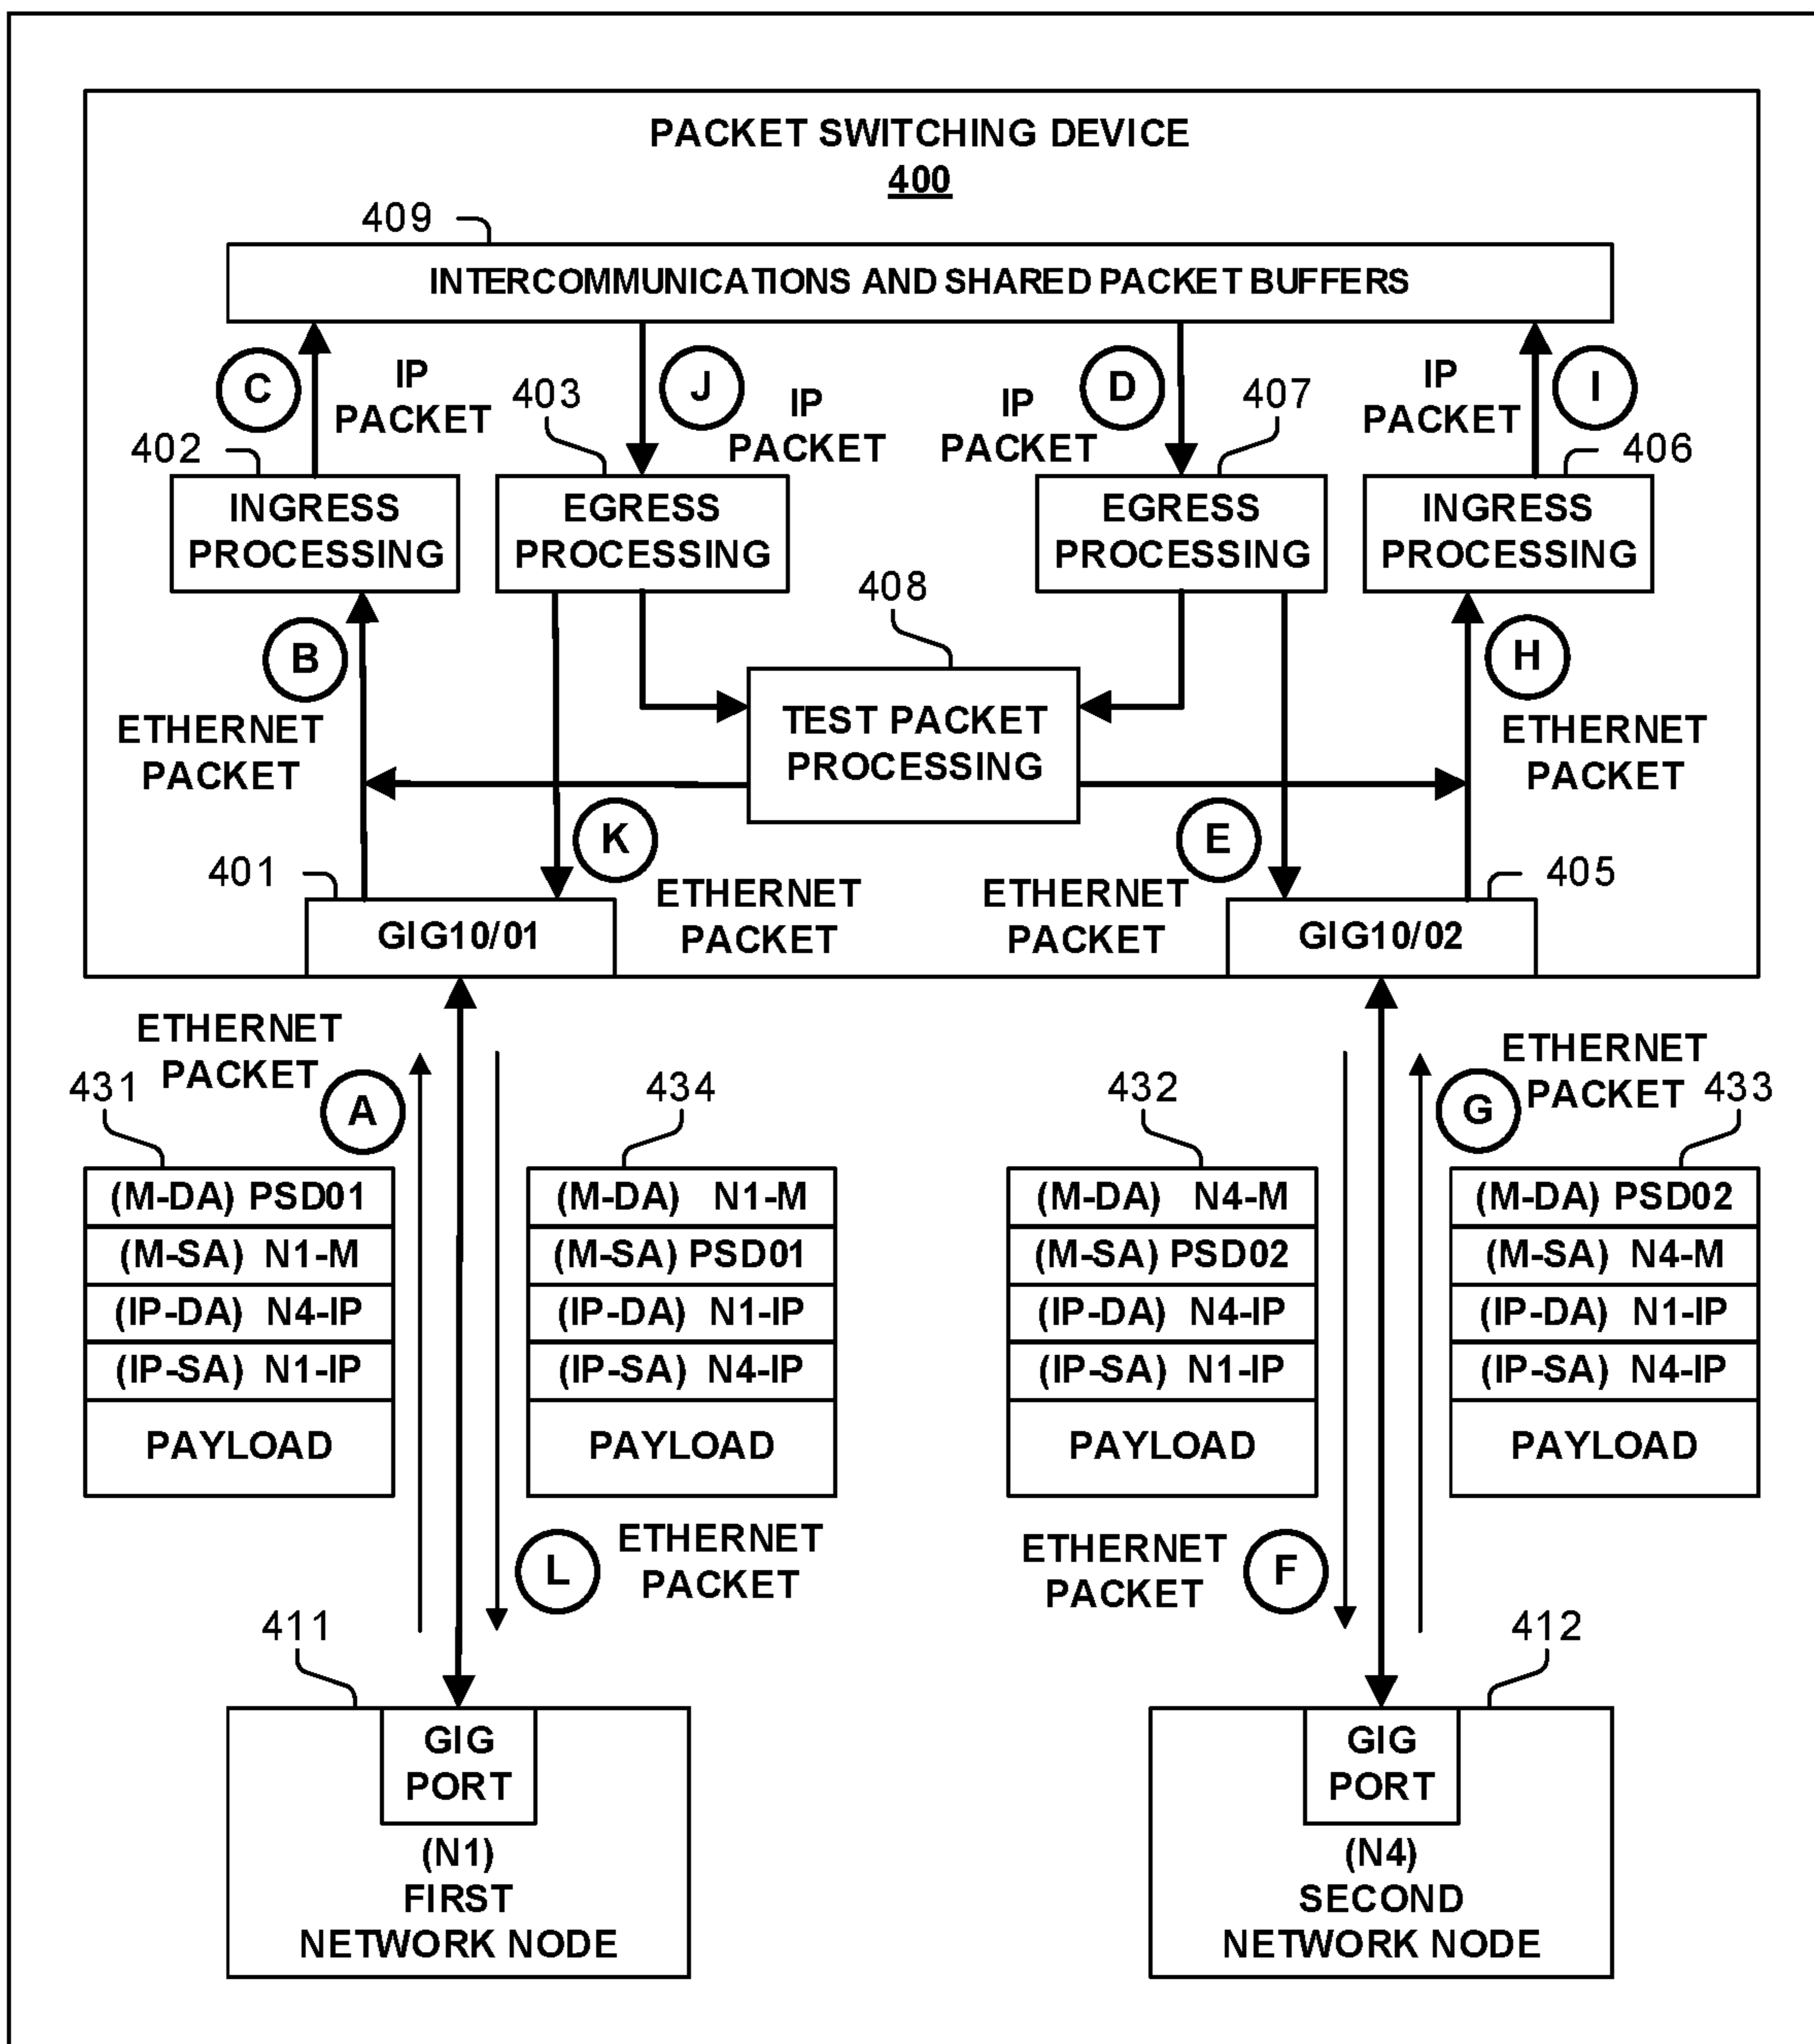 PACKET SWITCHING DEVICE
400
409
INTERCOMMUNICATIONS AND SHARED PACKET BUFFERS
C
IP
PACKET
J
IP
PACKET
IP
PACKET
D
IP
PACKET
I
402
403
407
406
INGRESS
PROCESSING
EGRESS
PROCESSING
EGRESS
PROCESSING
INGRESS
PROCESSING
408
B
ETHERNET
PACKET
TEST PACKET
PROCESSING
H
ETHERNET
PACKET
K
ETHERNET
PACKET
E
ETHERNET
PACKET
401
GIG10/01
405
GIG10/02
ETHERNET
PACKET
A
ETHERNET
PACKET
G
431
(M-DA) PSD01
(M-SA) N1-M
(IP-DA) N4-IP
(IP-SA) N1-IP
PAYLOAD
434
(M-DA) N1-M
(M-SA) PSD01
(IP-DA) N1-IP
(IP-SA) N4-IP
PAYLOAD
432
(M-DA) N4-M
(M-SA) PSD02
(IP-DA) N4-IP
(IP-SA) N1-IP
PAYLOAD
433
(M-DA) PSD02
(M-SA) N4-M
(IP-DA) N1-IP
(IP-SA) N4-IP
PAYLOAD
L
ETHERNET
PACKET
ETHERNET
PACKET
F
411
GIG
PORT
(N1)
FIRST
NETWORK NODE
412
GIG
PORT
(N4)
SECOND
NETWORK NODE